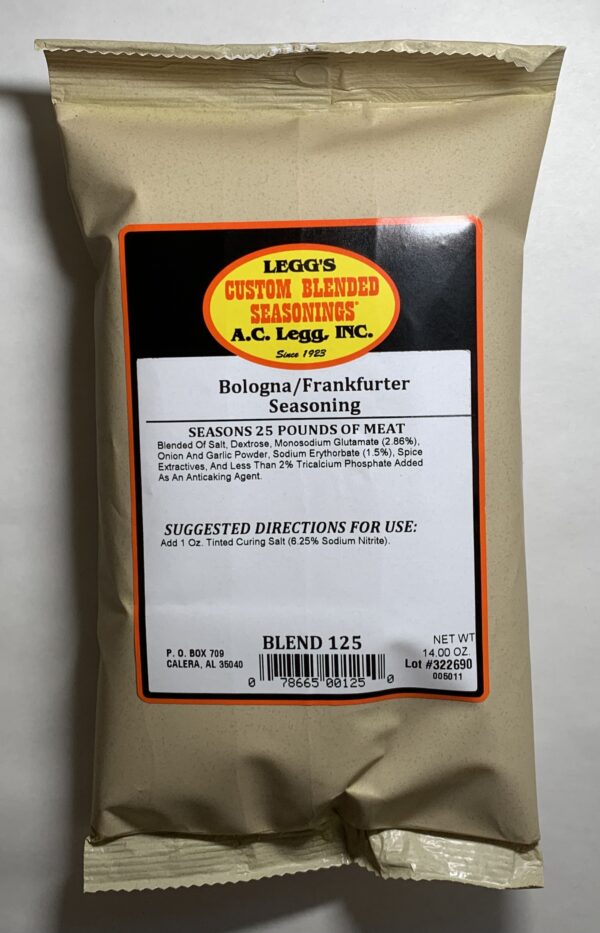 LEGG'S
CUSTOM BLENDED
SEASONINGS®
A.C. Legg, INC.
Since 1923
Bologna/Frankfurter
Seasoning
SEASONS 25 POUNDS OF MEAT
Blended Of Salt, Dextrose, Monosodium Glutamate (2.86%),
Onion And Garlic Powder, Sodium Erythorbate (1.5%), Spice
Extractives, And Less Than 2% Tricalcium Phosphate Added
As An Anticaking Agent.
SUGGESTED DIRECTIONS FOR USE:
Add 1 Oz. Tinted Curing Salt (6.25% Sodium Nitrite).
BLEND 125
P. O. BOX 709
CALERA, AL 35040
0 78665 00125 0
NET WT
14.00 OZ.
Lot #322690
005011